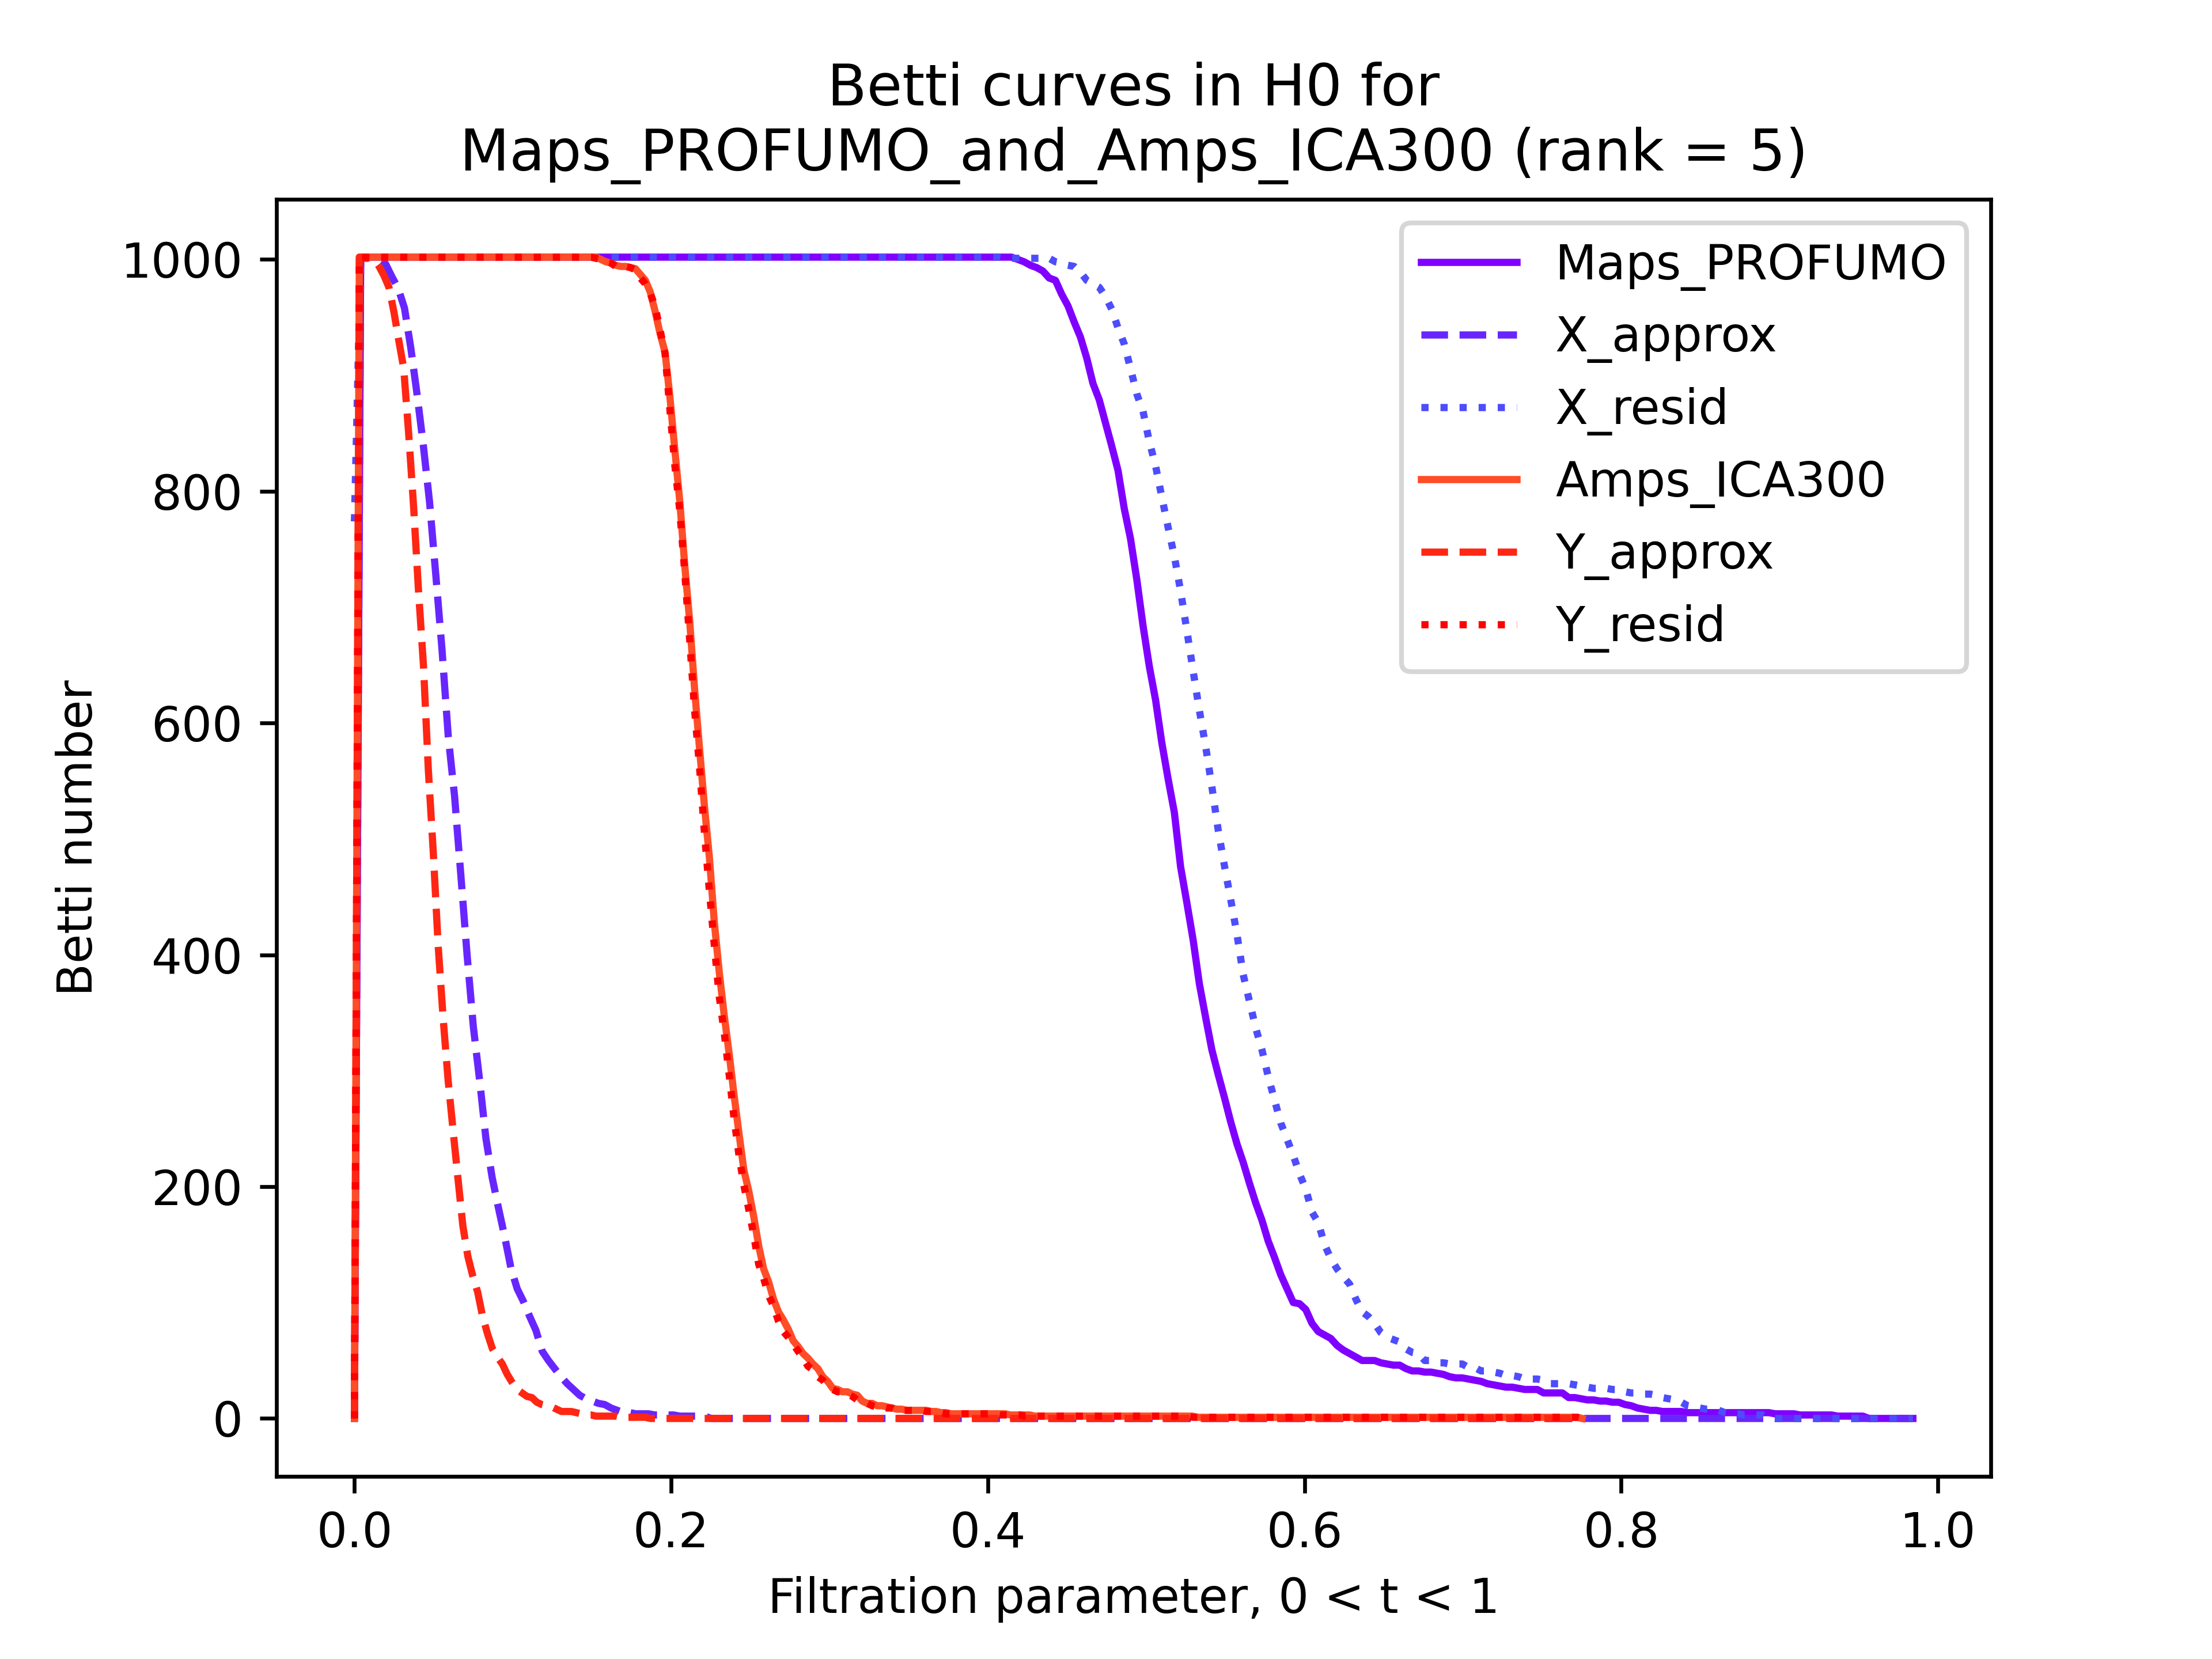 Betti curves in H0 for
Maps_PROFUMO_and_Amps_ICA300 (rank = 5)
Betti number
1000
800
600
400
200
0
0.0 0.2 0.4 0.6 0.8 1.0
Filtration parameter, 0 < t < 1
Maps_PROFUMO
X_approx
X_resid
Amps_ICA300
Y_approx
Y_resid